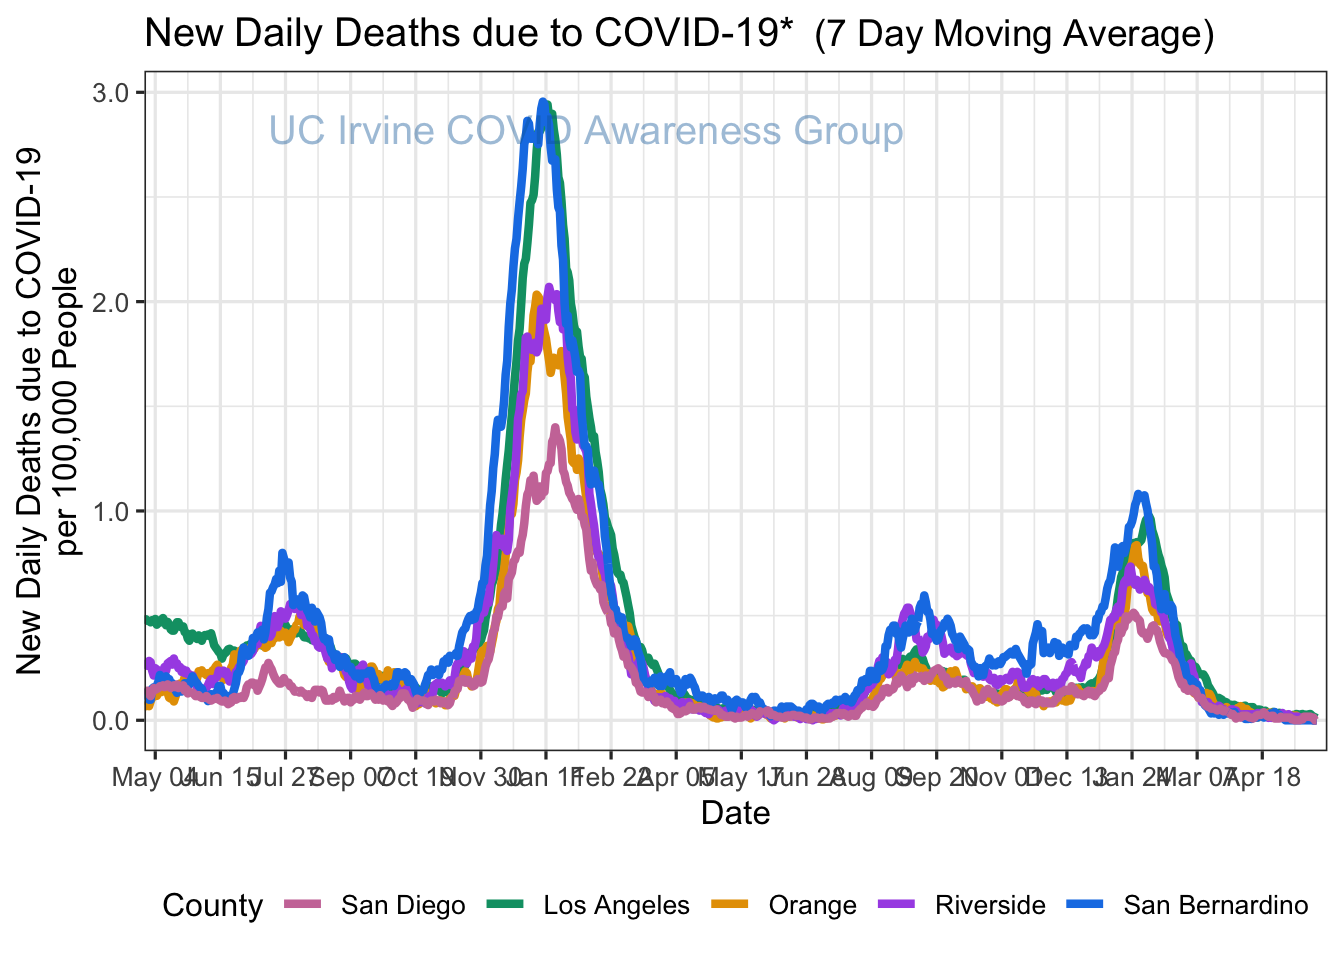 New Daily Deaths due to COVID-19* (7 Day Moving Average)
UC Irvine COVID Awareness Group
New Daily Deaths due to COVID-19
per 100,000 People
3.0
2.0
1.0
0.0
May 04 Jun 15 Jul 27 Sep 07 Oct 19 Nov 30 Jan 11 Feb 22 Apr 05 May 17 Jun 28 Aug 09 Sep 20 Nov 01 Dec 13 Jan 24 Mar 07 Apr 18
Date
County San Diego Los Angeles Orange Riverside San Bernardino